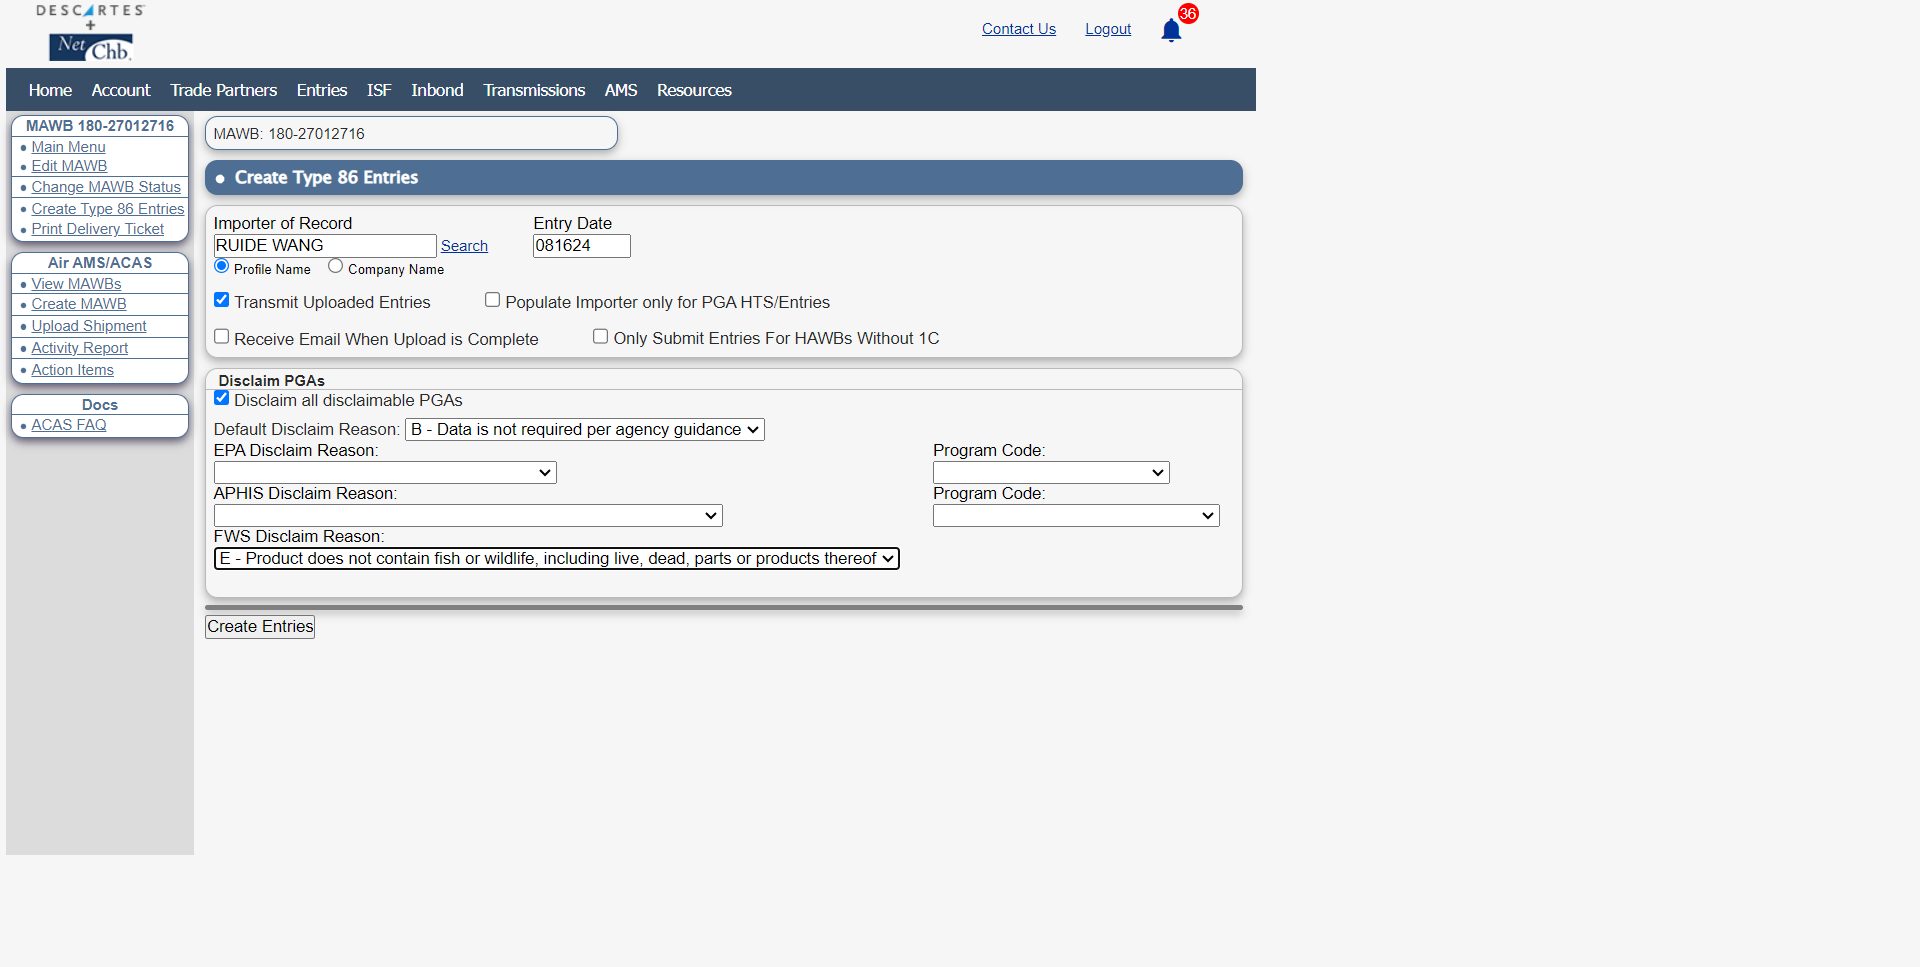 DESCARTES
+
Net Chb.
Contact Us Logout 36
Home Account Trade Partners Entries ISF Inbond Transmissions AMS Resources
MAWB 180-27012716
Main Menu
Edit MAWB
Change MAWB Status
Create Type 86 Entries
Print Delivery Ticket
Air AMS/ACAS
View MAWBs
Create MAWB
Upload Shipment
Activity Report
Action Items
Docs
ACAS FAQ
MAWB: 180-27012716
Create Type 86 Entries
Importer of Record Entry Date
RUIDE WANG Search 081624
Profile Name Company Name
Transmit Uploaded Entries Populate Importer only for PGA HTS/Entries
Receive Email When Upload is Complete Only Submit Entries For HAWBs Without 1C
Disclaim PGAs
Disclaim all disclaimable PGAs
Default Disclaim Reason: B - Data is not required per agency guidance
EPA Disclaim Reason: Program Code:
APHIS Disclaim Reason: Program Code:
FWS Disclaim Reason:
E - Product does not contain fish or wildlife, including live, dead, parts or products thereof
Create Entries